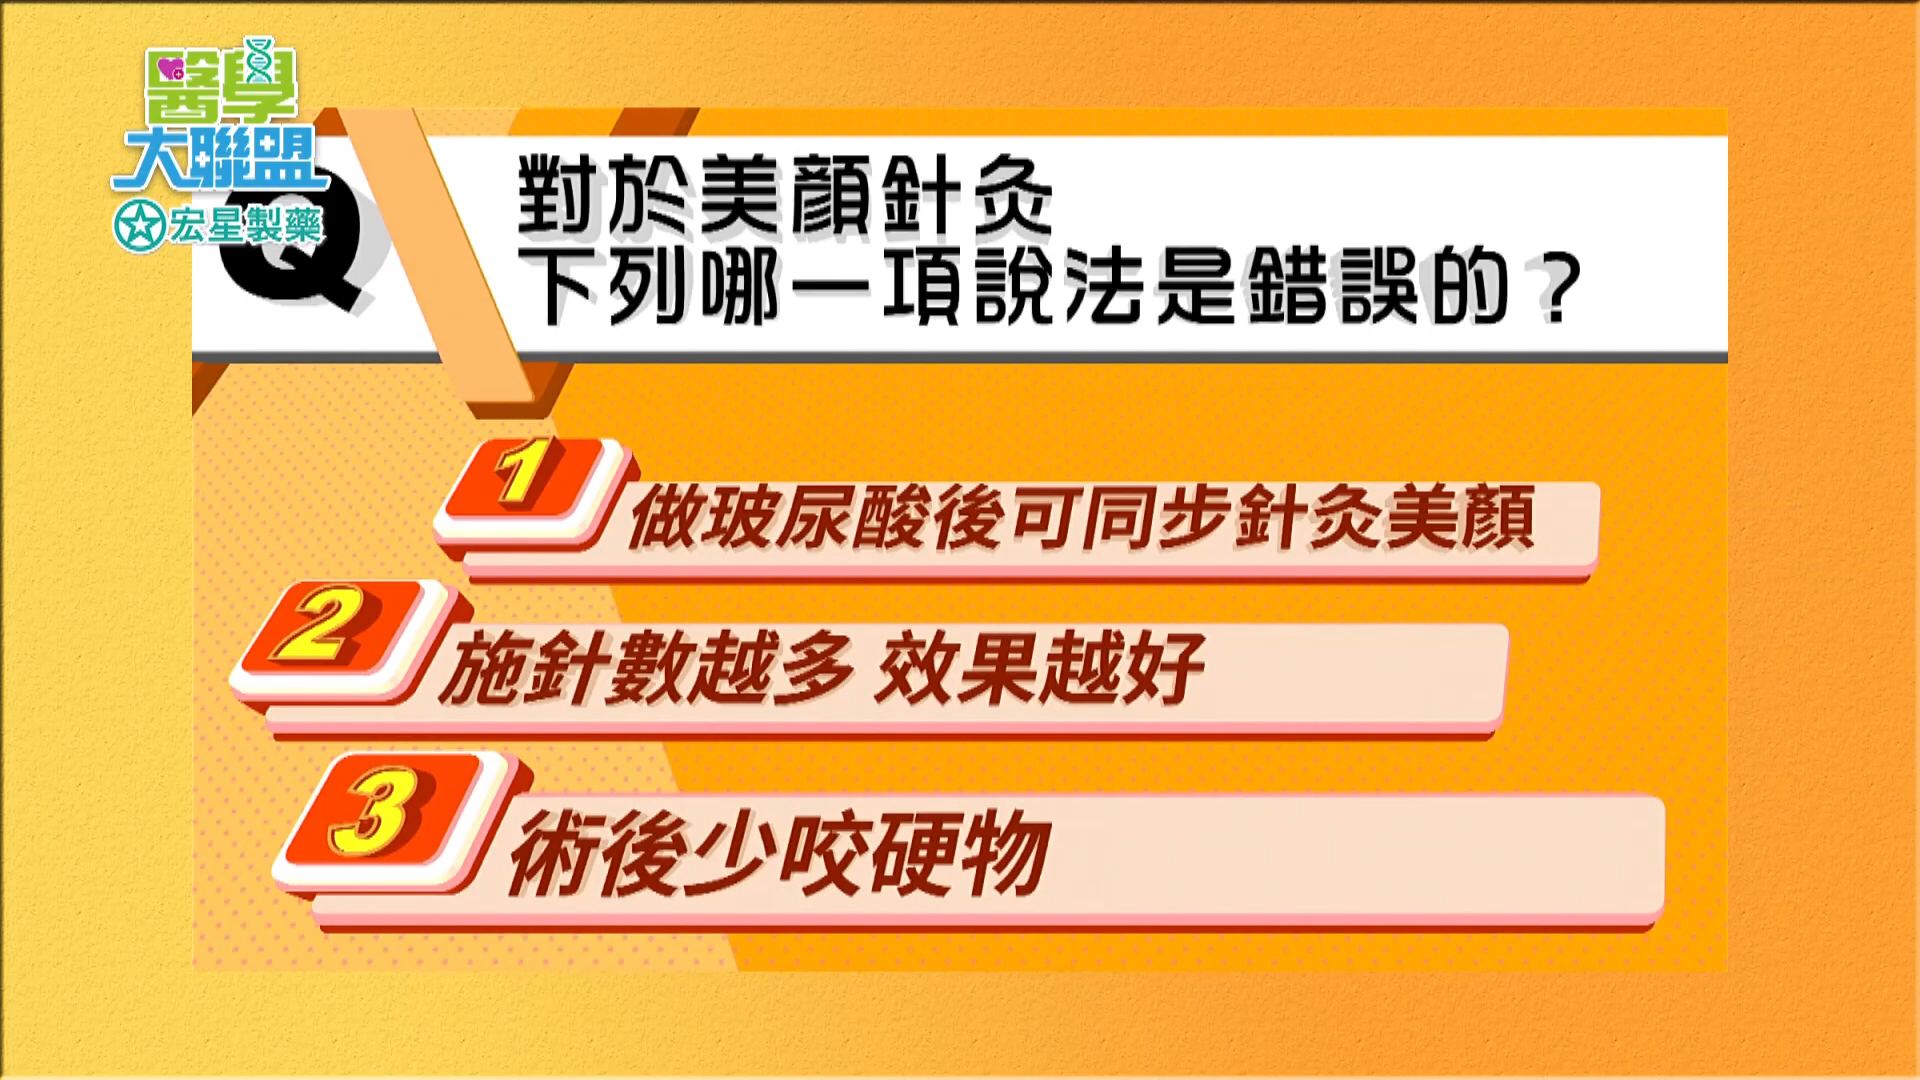 醫學
大聯盟
宏星製藥
Q
對於美顏針灸
下列哪一項說法是錯誤的？
1 做玻尿酸後可同步針灸美顏
2 施針數越多 效果越好
3 術後少咬硬物